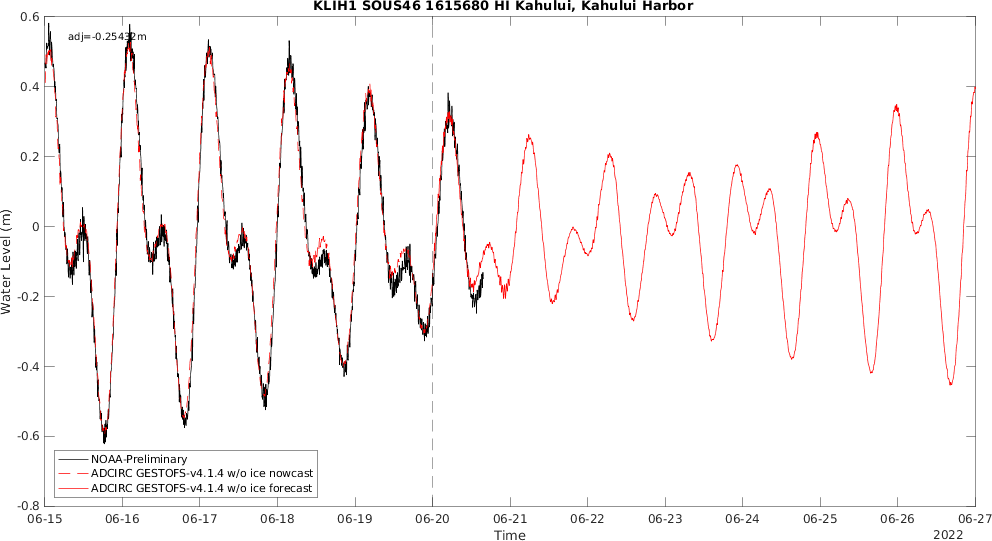 KLIH1 SOUS46 1615680 HI Kahului, Kahului Harbor
adj=-0.25432m
Water Level (m)
0.6
0.4
0.2
0
-0.2
-0.4
-0.6
-0.8
NOAA-Preliminary
ADCIRC GESTOFS-v4.1.4 w/o ice nowcast
ADCIRC GESTOFS-v4.1.4 w/o ice forecast
06-15 06-16 06-17 06-18 06-19 06-20 06-21 06-22 06-23 06-24 06-25 06-26 06-27
Time
2022